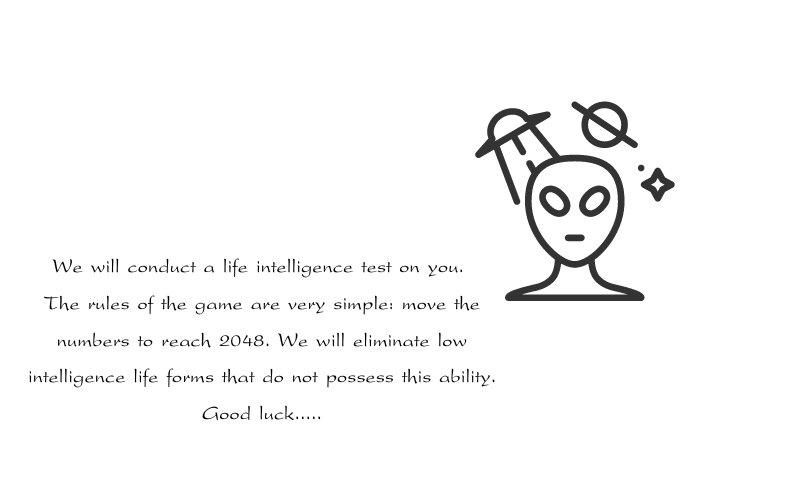 We will conduct a life intelligence test on you.
The rules of the game are very simple: move the
numbers to reach 2048. We will eliminate low
intelligence life forms that do not possess this ability.
Good luck.....